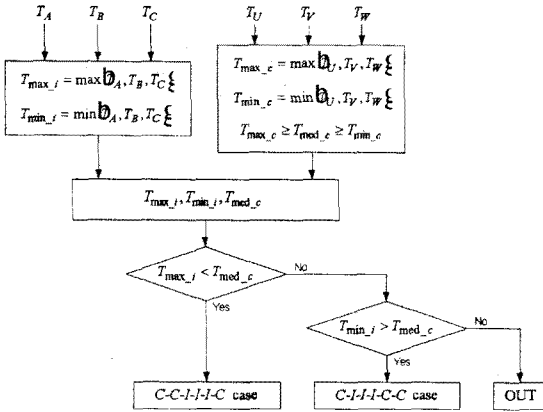 T_A T_B T_C
T_U T_V T_W
T_max_i = max{T_A, T_B, T_C}
T_min_i = min{T_A, T_B, T_C}
T_max_c = max{T_U, T_V, T_W}
T_min_c = min{T_U, T_V, T_W}
T_max_c ≥ T_med_c ≥ T_min_c
T_max_i, T_min_i, T_med_c
T_max_i < T_med_c
No
Yes
T_min_i > T_med_c
No
Yes
C-C-I-I-I-C case
C-I-I-I-C-C case
OUT